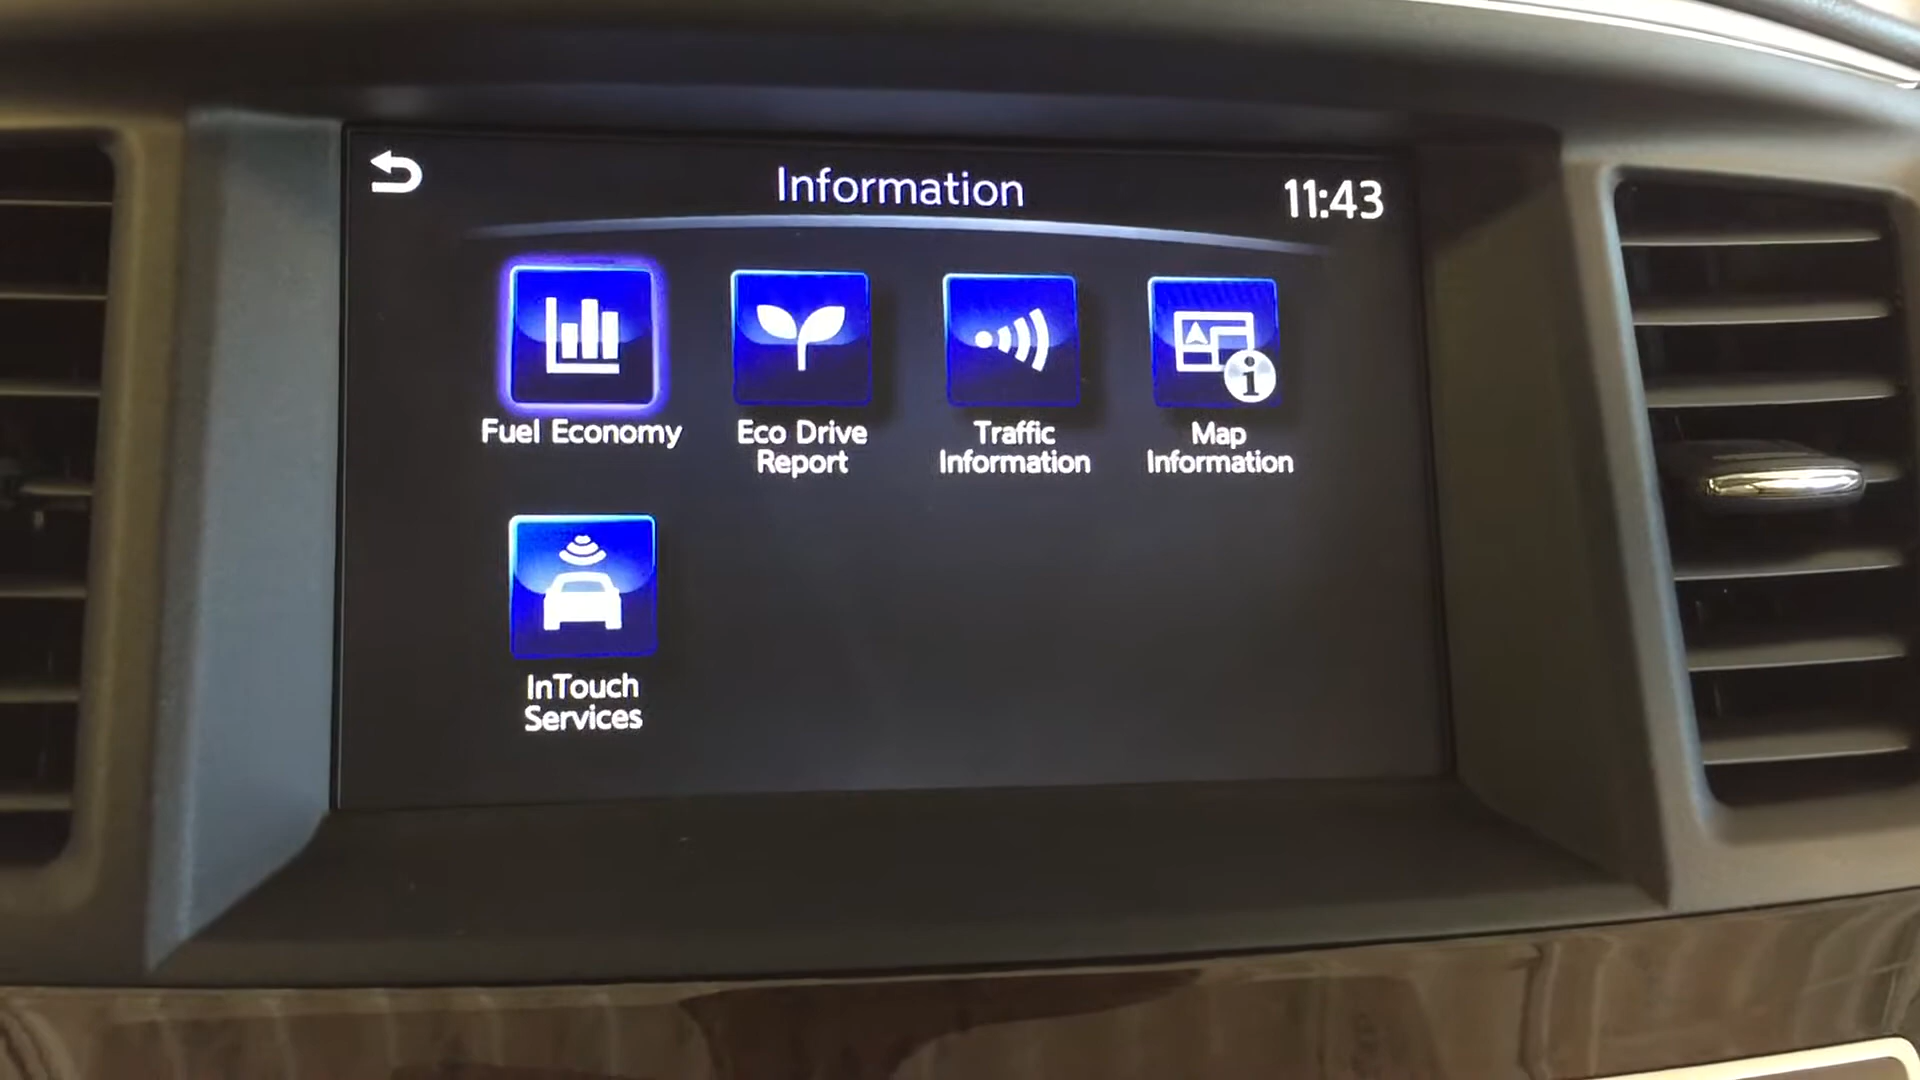 Information
11:43
Fuel Economy
Eco Drive
Report
Traffic
Information
Map
Information
InTouch
Services